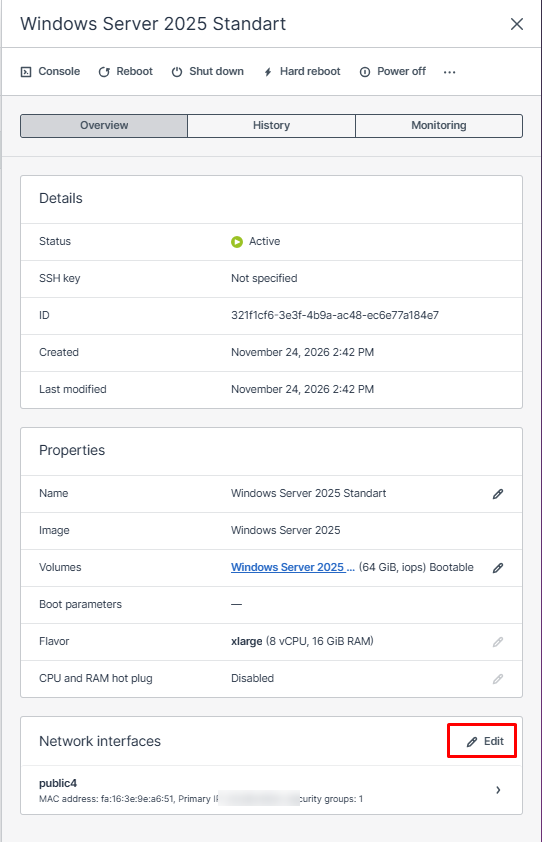 Windows Server 2025 Standart
Console Reboot Shut down Hard reboot Power off ...
Overview History Monitoring
Details
Status Active
SSH key Not specified
ID 321f1cf6-3e3f-4b9a-ac48-ec6e77a184e7
Created November 24, 2026 2:42 PM
Last modified November 24, 2026 2:42 PM
Properties
Name Windows Server 2025 Standart
Image Windows Server 2025
Volumes Windows Server 2025 ... (64 GiB, iops) Bootable
Boot parameters —
Flavor xlarge (8 vCPU, 16 GiB RAM)
CPU and RAM hot plug Disabled
Network interfaces Edit
public4
MAC address: fa:16:3e:9e:a6:51, Primary curity groups: 1